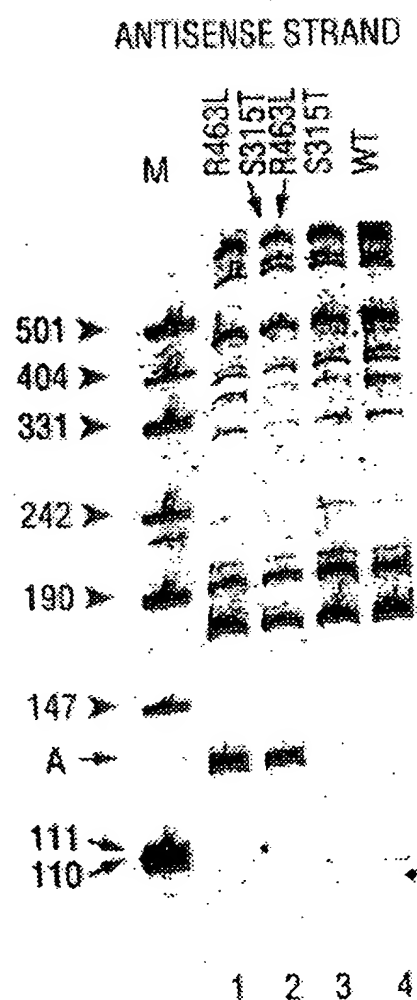 ANTISENSE STRAND
M
R463L
S315T
R463L
S315T
WT
501
404
331
242
190
147
A
111
110
1 2 3 4